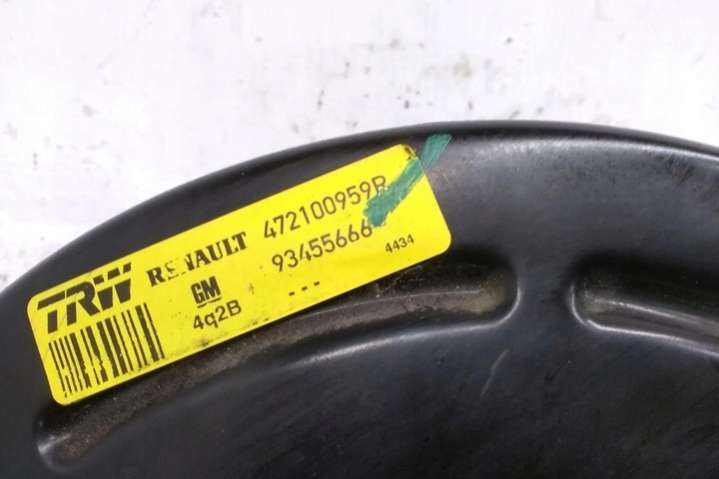 TRW RENAULT 472100959R
GM 93455666
4q2B --- 4434